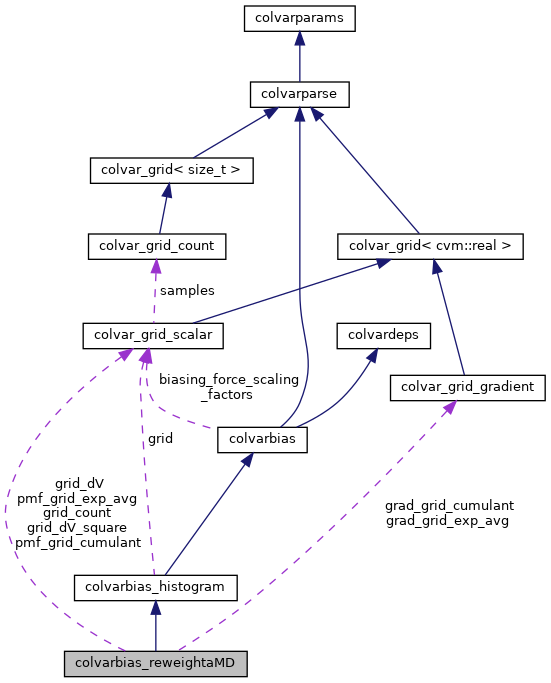 colvarparams
colvarparse
colvar_grid< size_t >
colvar_grid_count
colvar_grid< cvm::real >
samples
colvar_grid_scalar
colvardeps
biasing_force_scaling
_factors
colvar_grid_gradient
grid
colvarbias
grid_dV
pmf_grid_exp_avg
grid_count
grid_dV_square
pmf_grid_cumulant
grad_grid_cumulant
grad_grid_exp_avg
colvarbias_histogram
colvarbias_reweightaMD